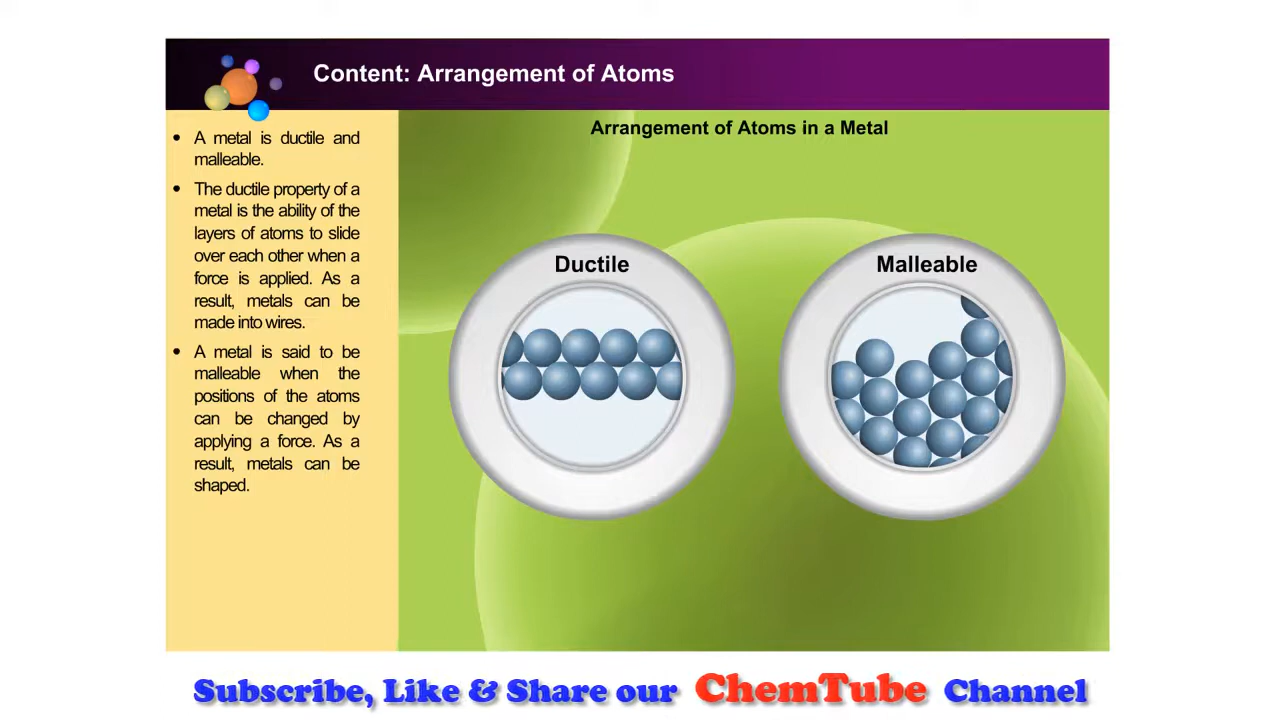 Content: Arrangement of Atoms
• A metal is ductile and
malleable.
• The ductile property of a
metal is the ability of the
layers of atoms to slide
over each other when a
force is applied. As a
result, metals can be
made into wires.
• A metal is said to be
malleable when the
positions of the atoms
can be changed by
applying a force. As a
result, metals can be
shaped.
Arrangement of Atoms in a Metal
Ductile
Malleable
Subscribe, Like & Share our ChemTube Channel